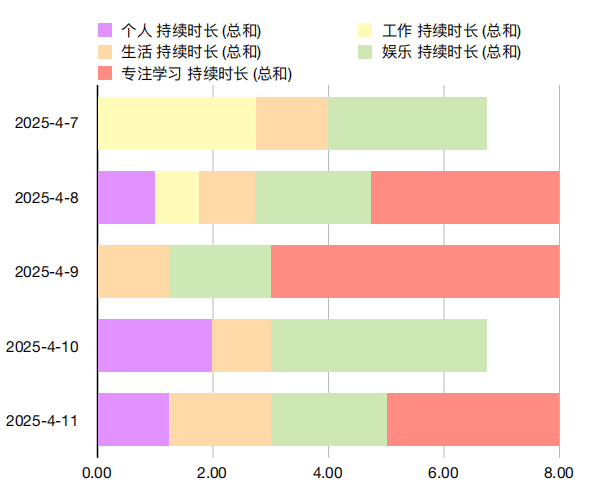 个人 持续时长 (总和)
工作 持续时长 (总和)
生活 持续时长 (总和)
娱乐 持续时长 (总和)
专注学习 持续时长 (总和)
2025-4-7
2025-4-8
2025-4-9
2025-4-10
2025-4-11
0.00 2.00 4.00 6.00 8.00